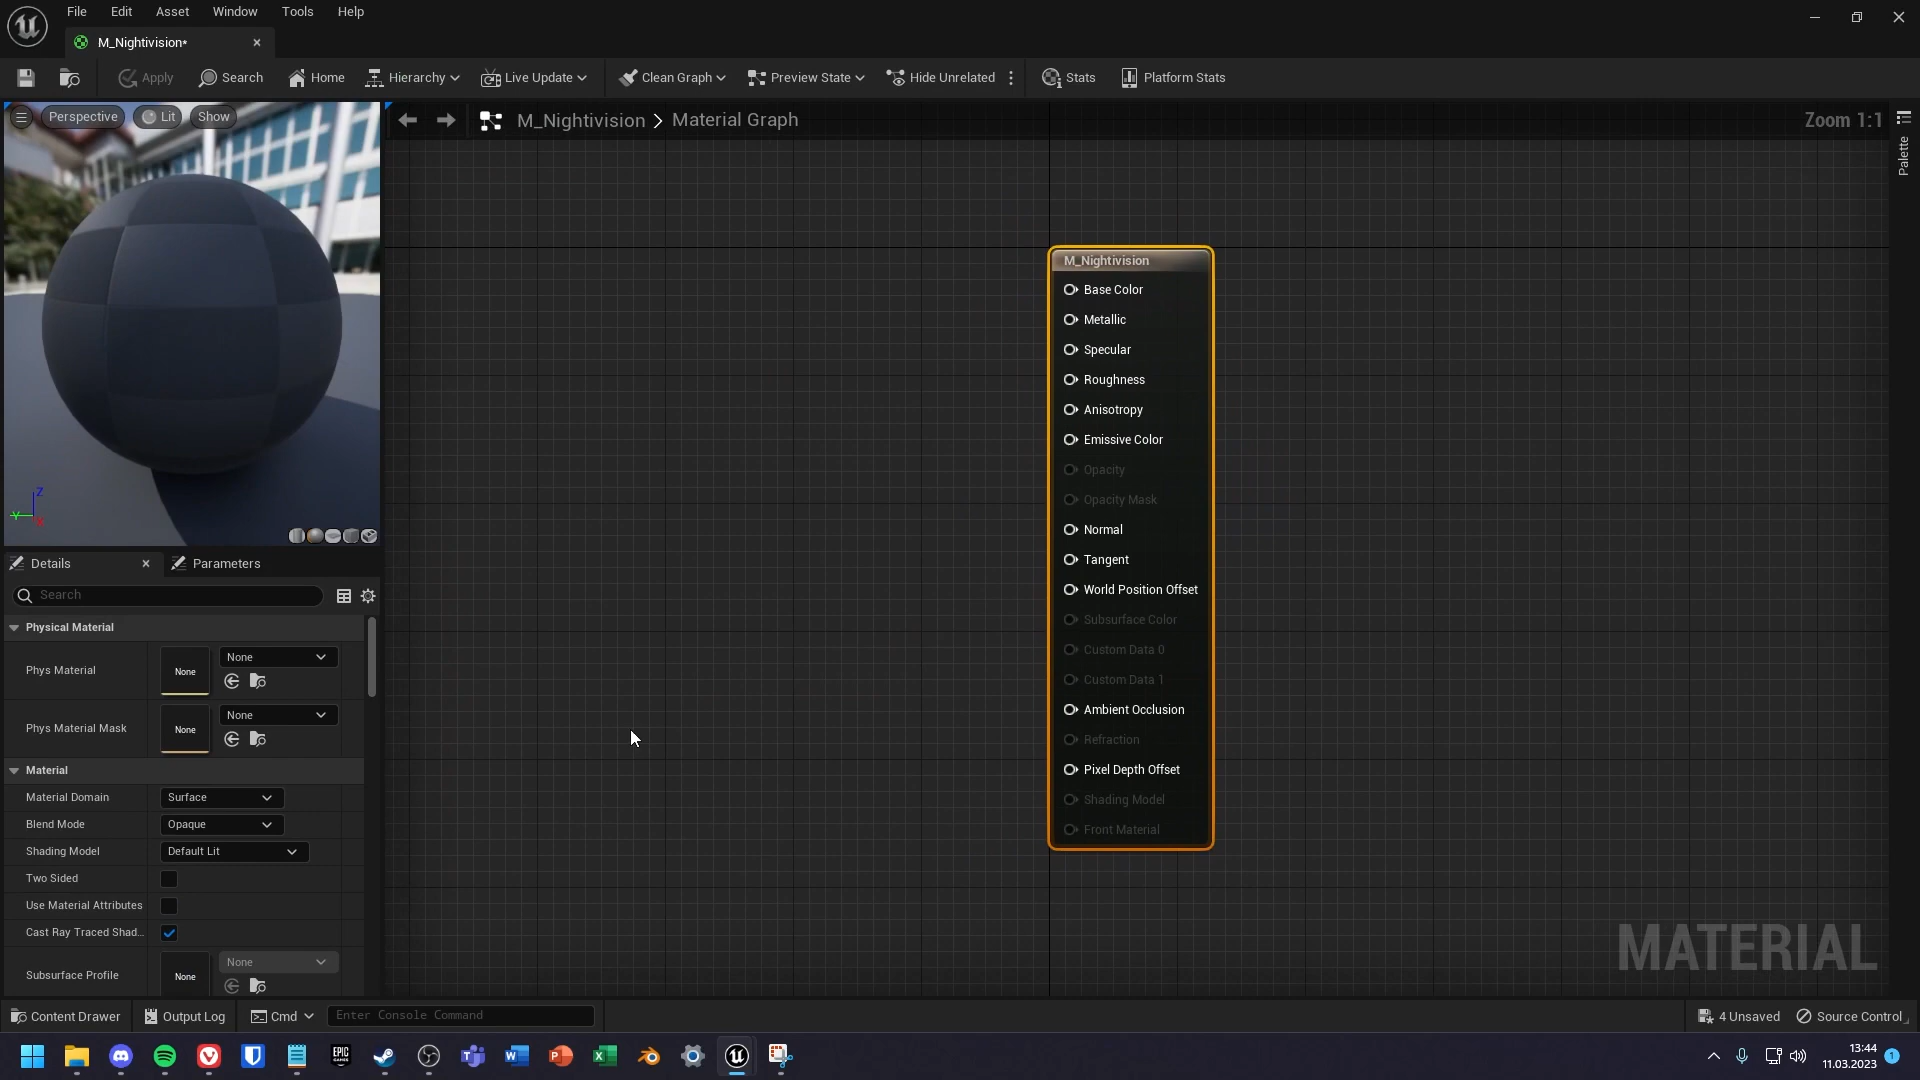 File Edit Asset Window Tools Help
M_Nightivision*
Apply Search Home Hierarchy Live Update Clean Graph Preview State Hide Unrelated Stats Platform Stats
Perspective Lit Show
M_Nightivision > Material Graph
Zoom 1:1
Palette
M_Nightivision
Base Color
Metallic
Specular
Roughness
Anisotropy
Emissive Color
Opacity
Opacity Mask
Normal
Tangent
World Position Offset
Subsurface Color
Custom Data 0
Custom Data 1
Ambient Occlusion
Refraction
Pixel Depth Offset
Shading Model
Front Material
MATERIAL
Z
Y
X
Details Parameters
Search
Physical Material
Phys Material None None
Phys Material Mask None None
Material
Material Domain Surface
Blend Mode Opaque
Shading Model Default Lit
Two Sided
Use Material Attributes
Cast Ray Traced Shad...
Subsurface Profile None None
Content Drawer Output Log Cmd Enter Console Command 4 Unsaved Source Control
EPIC GAMES
13:44
11.03.2023
1